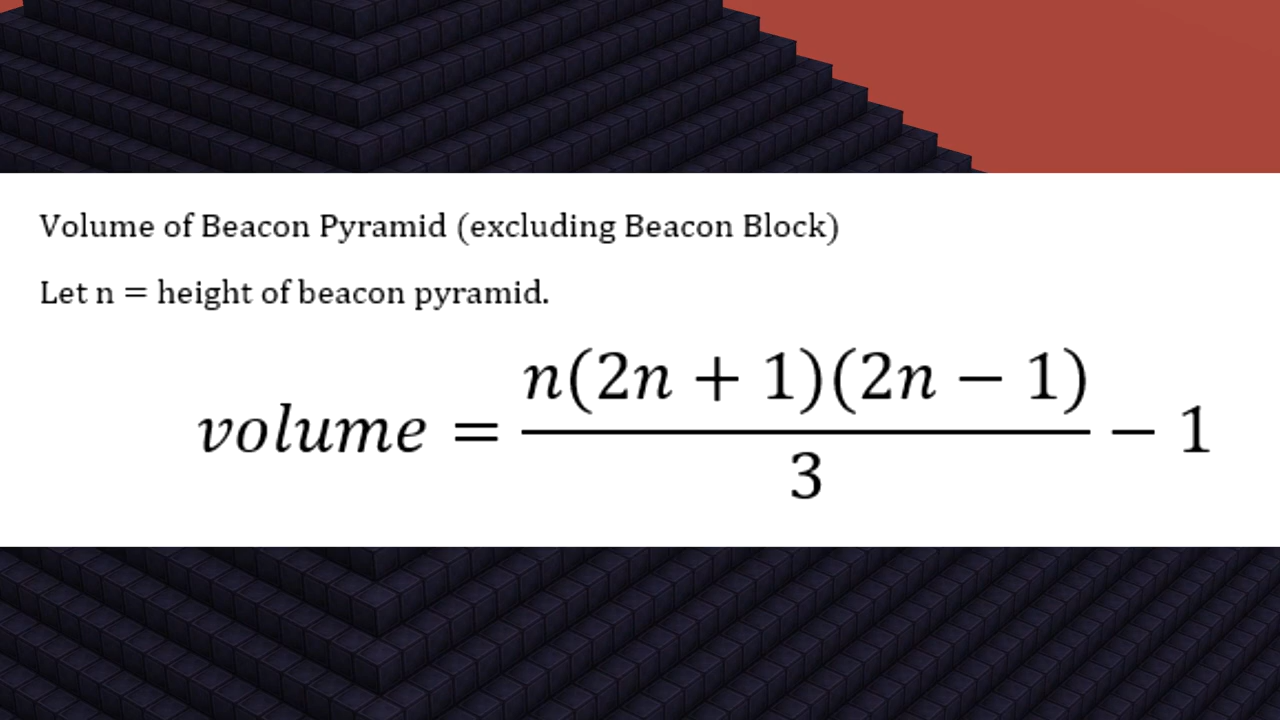 Volume of Beacon Pyramid (excluding Beacon Block)
Let n = height of beacon pyramid.
volume = \frac{n(2n + 1)(2n − 1)}{3} − 1